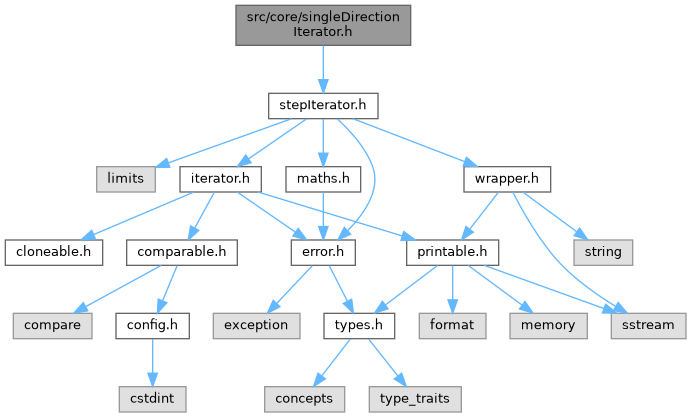 src/core/singleDirection
Iterator.h
stepIterator.h
limits
iterator.h
maths.h
wrapper.h
cloneable.h
comparable.h
error.h
printable.h
string
compare
config.h
exception
types.h
format
memory
sstream
cstdint
concepts
type_traits